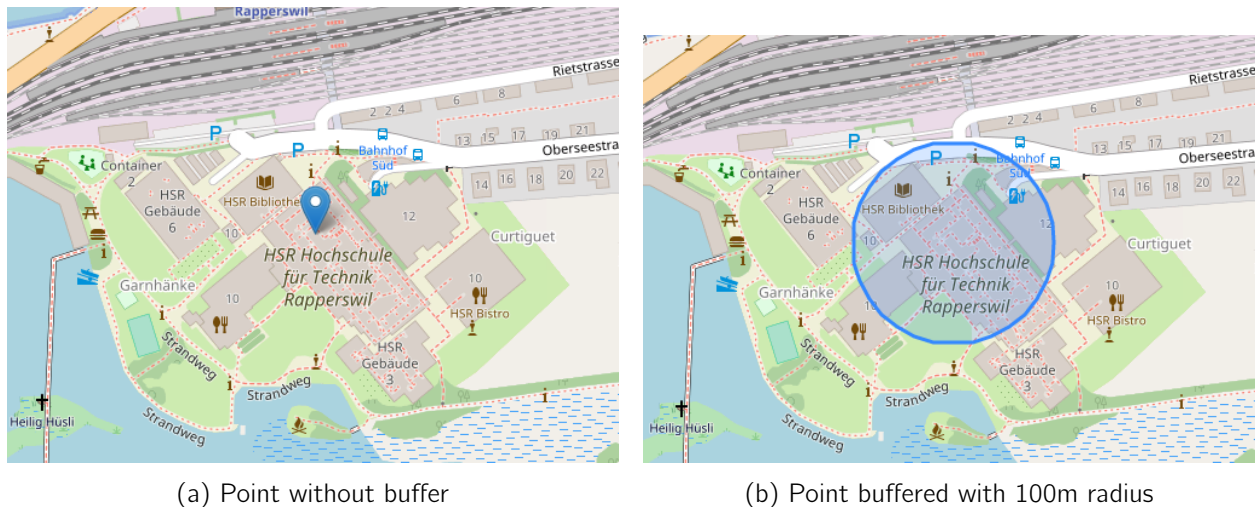 Rapperswil
Rietstrasse
2 2 4
6
8
P
P
i
Bahnhof
Süd
13
15
17
19
21
Oberseestra
Container
2
HSR
Gebäude
6
HSR Bibliothek
12
14
16
18
20
22
10
HSR Hochschule
für Technik
Rapperswil
Curtiguet
i
Garnhänke
10
10
HSR Bistro
i
Strandweg
HSR
Gebäude
3
i
Strandweg
i
Strandweg
Heilig Hüsli
(a) Point without buffer
Rietstrasse
2 2 4
6
8
P
P
i
Bahnhof
Süd
13
15
17
19
21
Oberseestra
Container
2
HSR
Gebäude
6
HSR Bibliothek
12
14
16
18
20
22
10
HSR Hochschule
für Technik
Rapperswil
Curtiguet
i
Garnhänke
10
10
HSR Bistro
i
Strandweg
HSR
Gebäude
3
i
Strandweg
i
Strandweg
Heilig Hüsli
(b) Point buffered with 100m radius